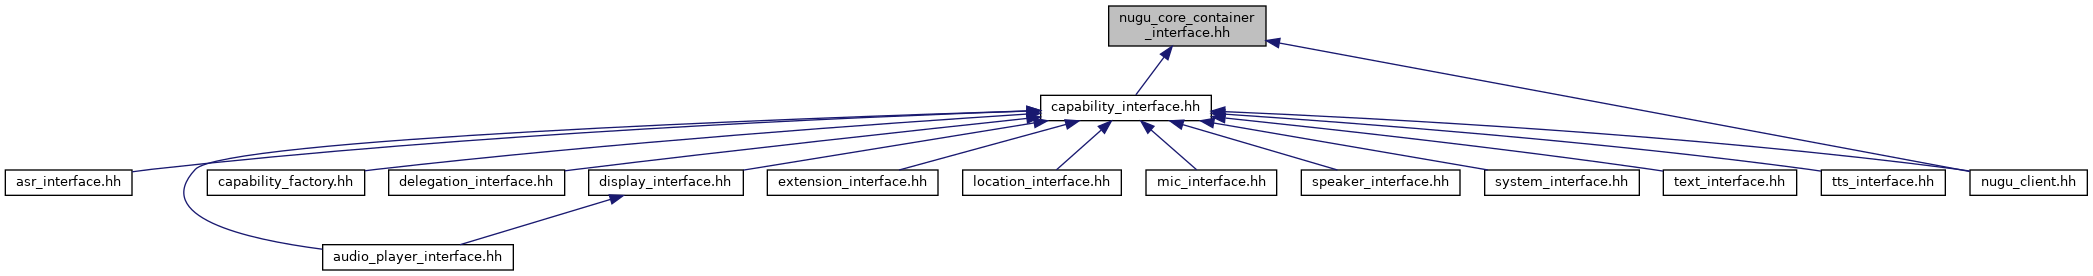 nugu_core_container
_interface.hh
capability_interface.hh
asr_interface.hh
capability_factory.hh
delegation_interface.hh
display_interface.hh
extension_interface.hh
location_interface.hh
mic_interface.hh
speaker_interface.hh
system_interface.hh
text_interface.hh
tts_interface.hh
nugu_client.hh
audio_player_interface.hh